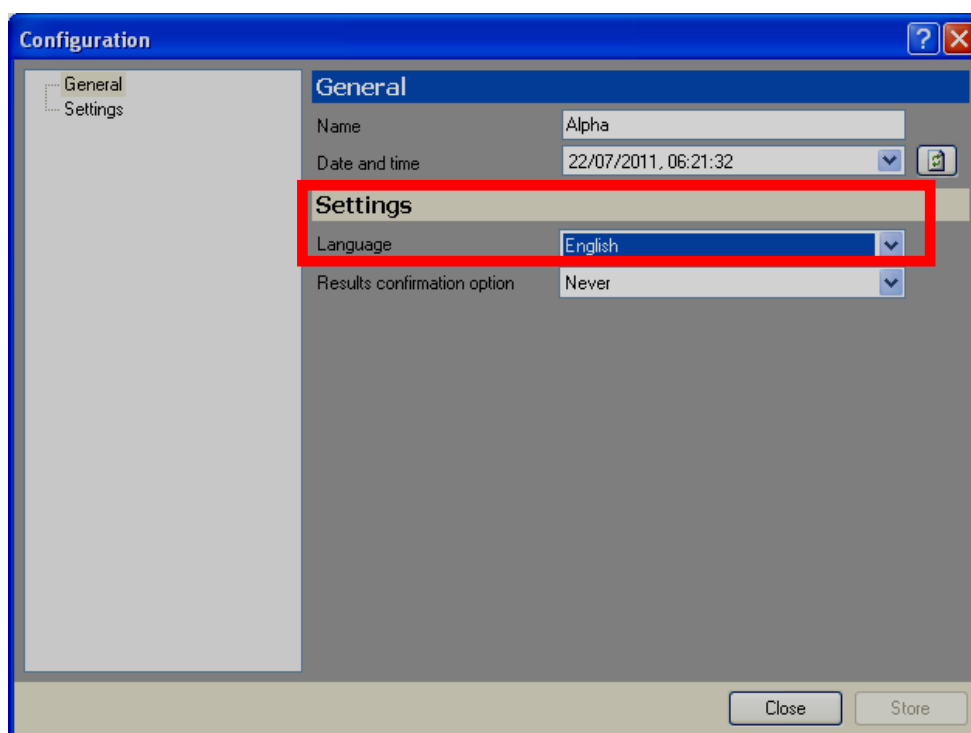 Configuration
General
Settings
General
Name Alpha
Date and time 22/07/2011, 06:21:32
Settings
Language English
Results confirmation option Never
Close Store